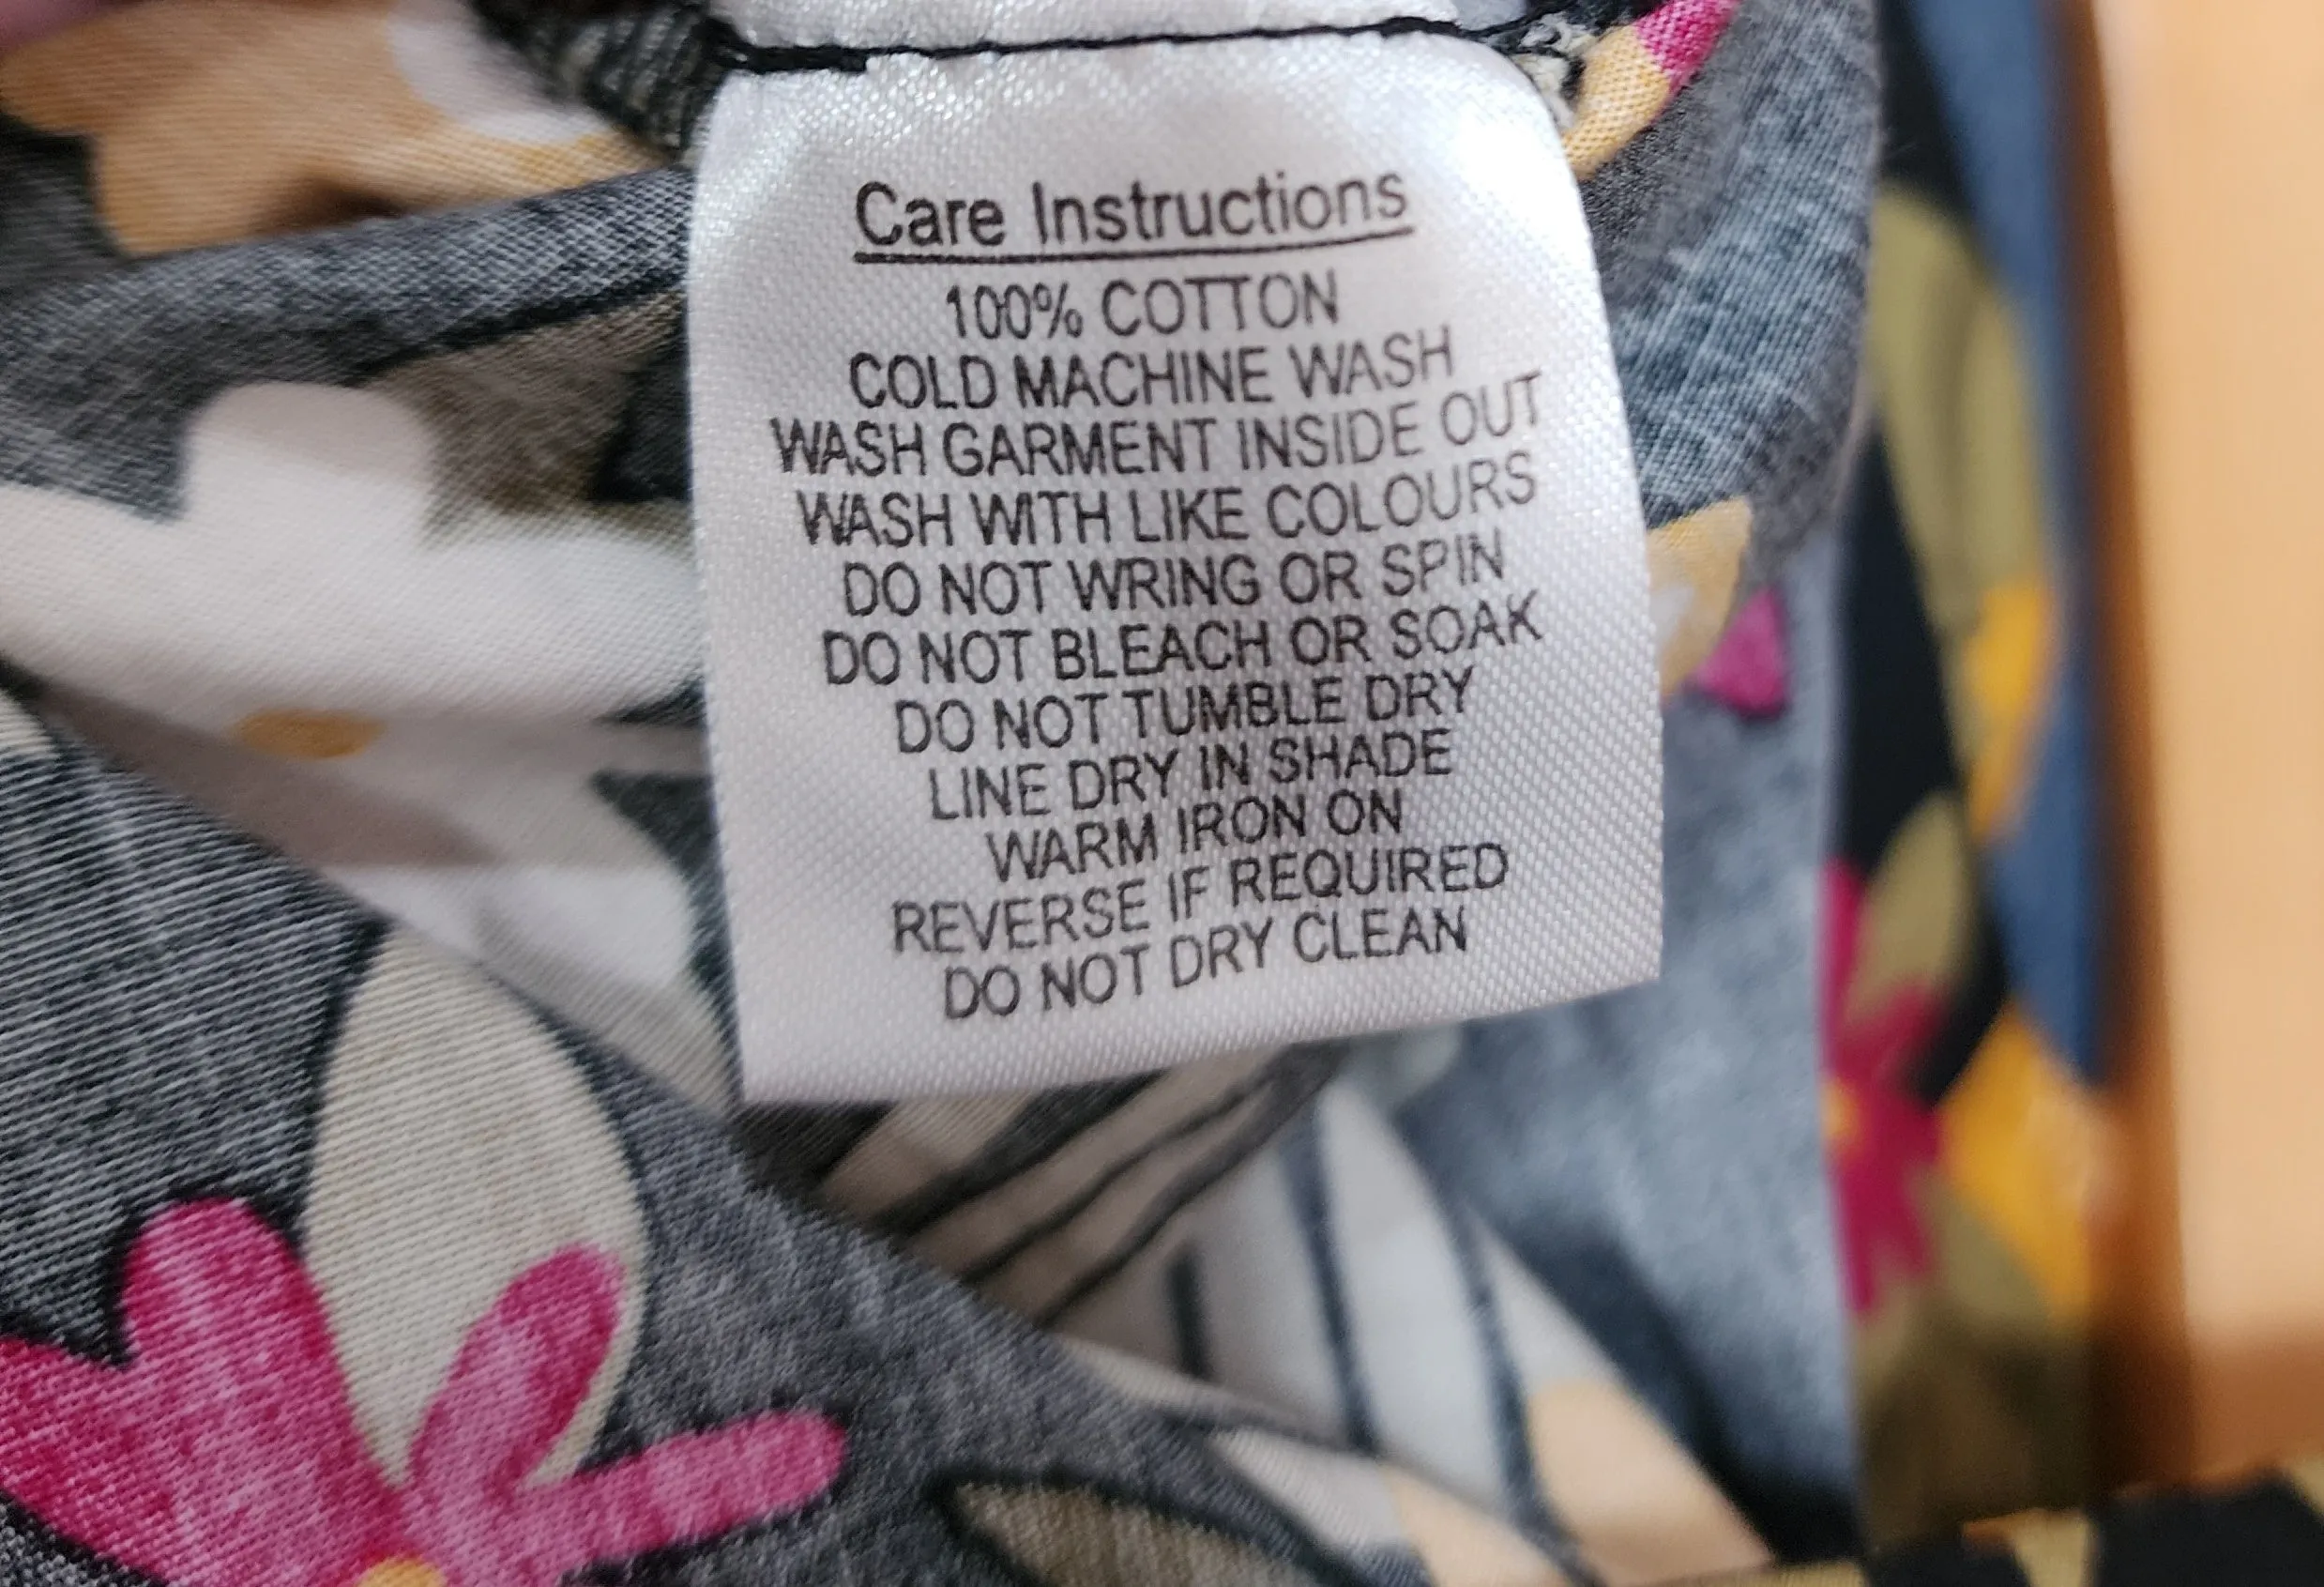 Care Instructions
100% COTTON
COLD MACHINE WASH
WASH GARMENT INSIDE OUT
WASH WITH LIKE COLOURS
DO NOT WRING OR SPIN
DO NOT BLEACH OR SOAK
DO NOT TUMBLE DRY
LINE DRY IN SHADE
WARM IRON ON
REVERSE IF REQUIRED
DO NOT DRY CLEAN